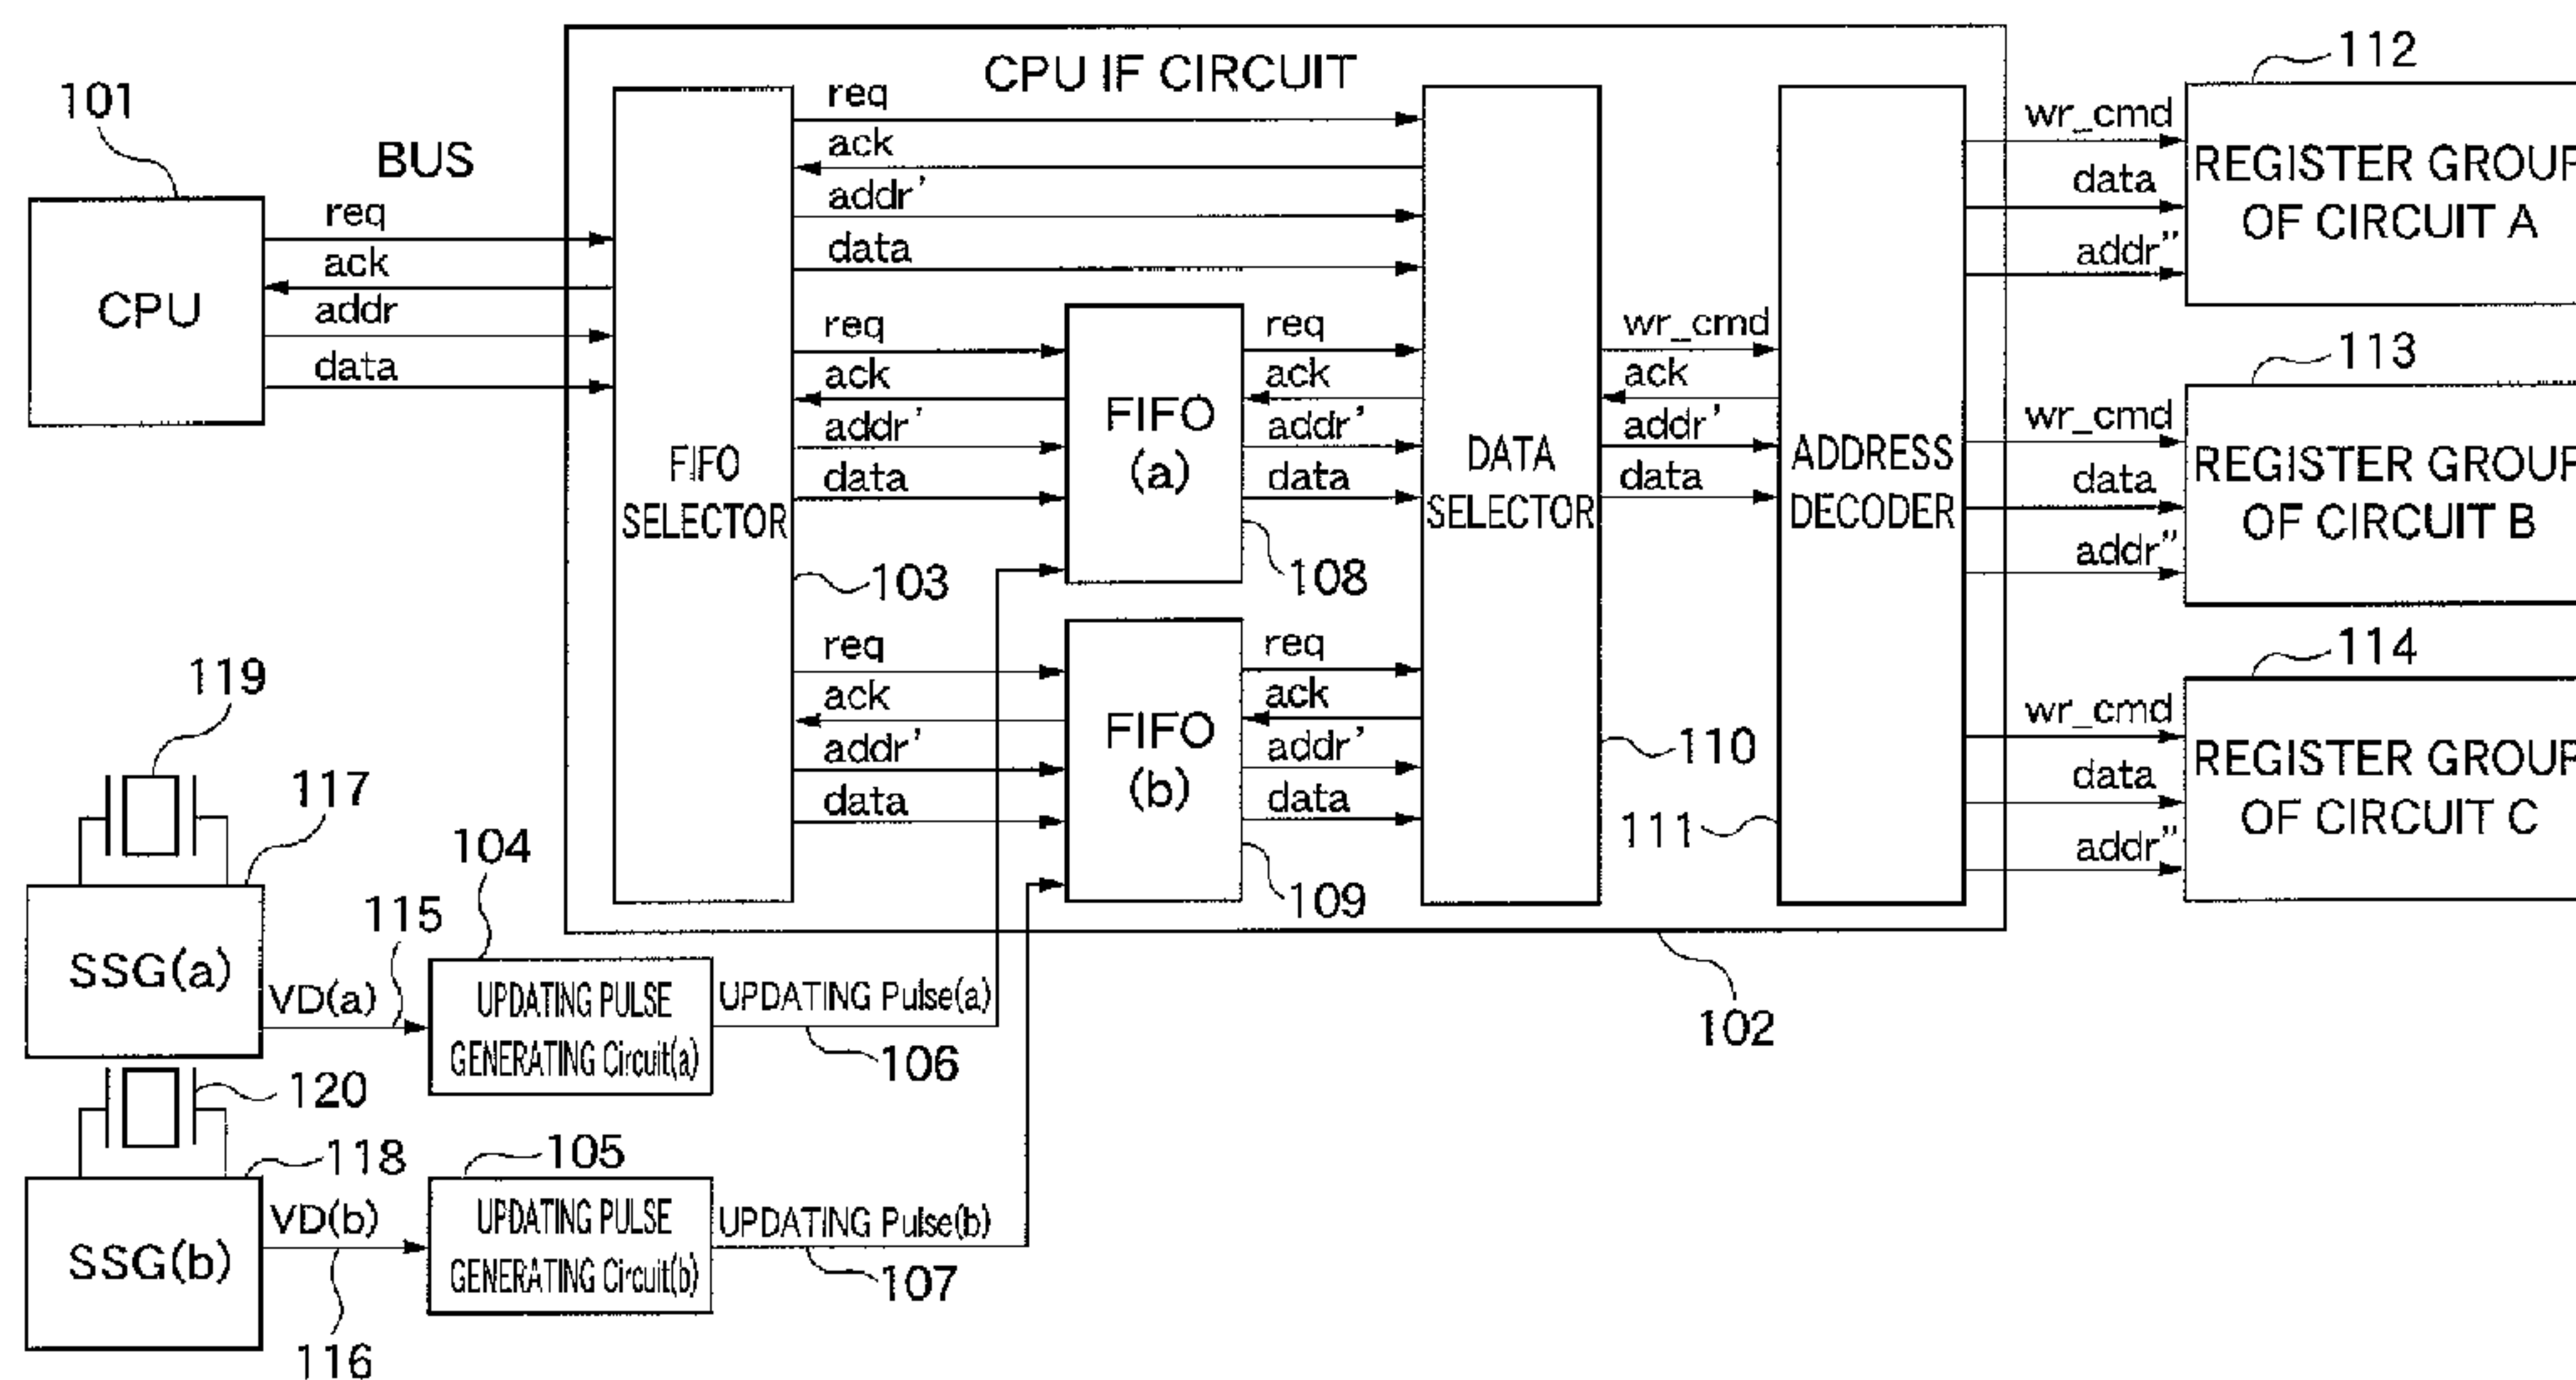 CPU IF CIRCUIT
112
101
BUS
req
ack
addr
data
CPU
req
ack
addr'
data
req
ack
addr'
data
FIFO
SELECTOR
103
req
ack
addr'
data
FIFO
(a)
108
FIFO
(b)
109
req
ack
addr'
data
req
ack
addr'
data
DATA
SELECTOR
110
wr_cmd
ack
addr'
data
ADDRESS
DECODER
111
102
wr_cmd
data
addr"
REGISTER GROUP
OF CIRCUIT A
113
wr_cmd
data
addr"
REGISTER GROUP
OF CIRCUIT B
114
wr_cmd
data
addr"
REGISTER GROUP
OF CIRCUIT C
119
117
SSG(a)
VD(a)
115
104
UPDATING PULSE
GENERATING Circuit(a)
UPDATING Pulse(a)
106
120
118
SSG(b)
VD(b)
116
105
UPDATING PULSE
GENERATING Circuit(b)
UPDATING Pulse(b)
107